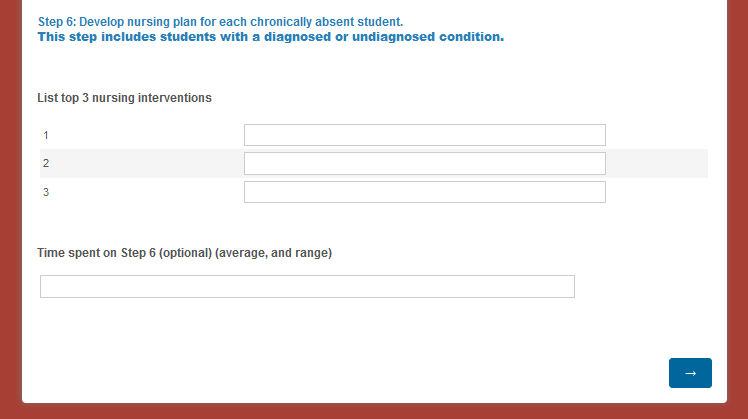 Step 6: Develop nursing plan for each chronically absent student.
This step includes students with a diagnosed or undiagnosed condition.
List top 3 nursing interventions
1
2
3
Time spent on Step 6 (optional) (average, and range)
→